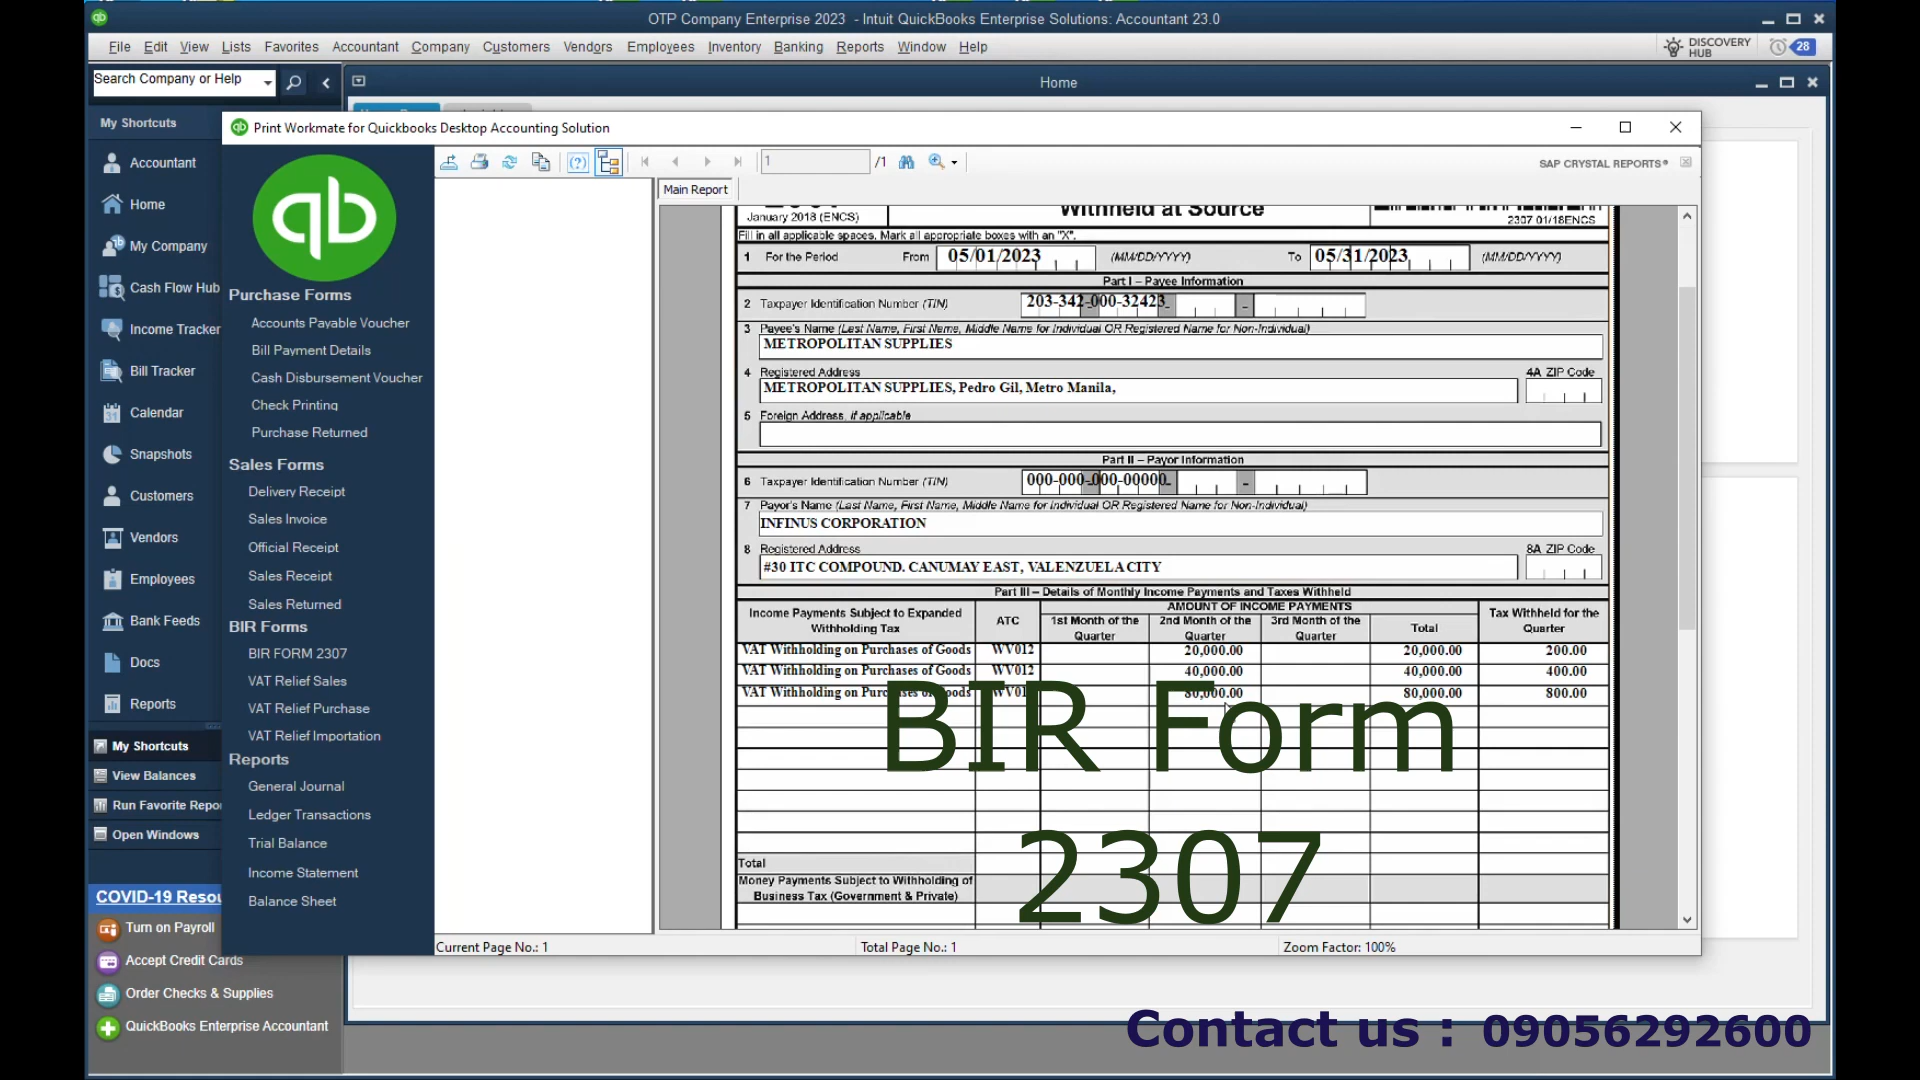 OTP Company Enterprise 2023 - Intuit QuickBooks Enterprise Solutions: Accountant 23.0
File Edit View Lists Favorites Accountant Company Customers Vendors Employees Inventory Banking Reports Window Help
DISCOVERY HUB
28
Search Company or Help
Home
My Shortcuts
Accountant
Home
My Company
Cash Flow Hub
Income Tracker
Bill Tracker
Calendar
Snapshots
Customers
Vendors
Employees
Bank Feeds
Docs
Reports
My Shortcuts
View Balances
Run Favorite Repo
Open Windows
COVID-19 Resou
Turn on Payroll
Accept Credit Cards
Order Checks & Supplies
QuickBooks Enterprise Accountant
Print Workmate for Quickbooks Desktop Accounting Solution
qb
Purchase Forms
Accounts Payable Voucher
Bill Payment Details
Cash Disbursement Voucher
Check Printing
Purchase Returned
Sales Forms
Delivery Receipt
Sales Invoice
Official Receipt
Sales Receipt
Sales Returned
BIR Forms
BIR FORM 2307
VAT Relief Sales
VAT Relief Purchase
VAT Relief Importation
Reports
General Journal
Ledger Transactions
Trial Balance
Income Statement
Balance Sheet
1 /1
SAP CRYSTAL REPORTS®
Main Report
January 2018 (ENCS)
Withheld at Source
2307 01/18ENCS
Fill in all applicable spaces. Mark all appropriate boxes with an "X".
1 For the Period From 05/01/2023 (MM/DD/YYYY) To 05/31/2023 (MM/DD/YYYY)
Part I – Payee Information
2 Taxpayer Identification Number (TIN) 203-342-000-32423
3 Payee's Name (Last Name, First Name, Middle Name for Individual OR Registered Name for Non-Individual)
METROPOLITAN SUPPLIES
4 Registered Address 4A ZIP Code
METROPOLITAN SUPPLIES, Pedro Gil, Metro Manila,
5 Foreign Address, if applicable
Part II – Payor Information
6 Taxpayer Identification Number (TIN) 000-000-000-00000
7 Payor's Name (Last Name, First Name, Middle Name for Individual OR Registered Name for Non-Individual)
INFINUS CORPORATION
8 Registered Address 8A ZIP Code
#30 ITC COMPOUND. CANUMAY EAST, VALENZUELA CITY
Part III – Details of Monthly Income Payments and Taxes Withheld
Income Payments Subject to Expanded Withholding Tax
ATC
AMOUNT OF INCOME PAYMENTS
1st Month of the Quarter
2nd Month of the Quarter
3rd Month of the Quarter
Total
Tax Withheld for the Quarter
VAT Withholding on Purchases of Goods WV012 20,000.00 20,000.00 200.00
VAT Withholding on Purchases of Goods WV012 40,000.00 40,000.00 400.00
VAT Withholding on Purchases of Goods WV012 80,000.00 80,000.00 800.00
BIR Form
2307
Total
Money Payments Subject to Withholding of
Business Tax (Government & Private)
Current Page No.: 1 Total Page No.: 1 Zoom Factor: 100%
Contact us : 09056292600